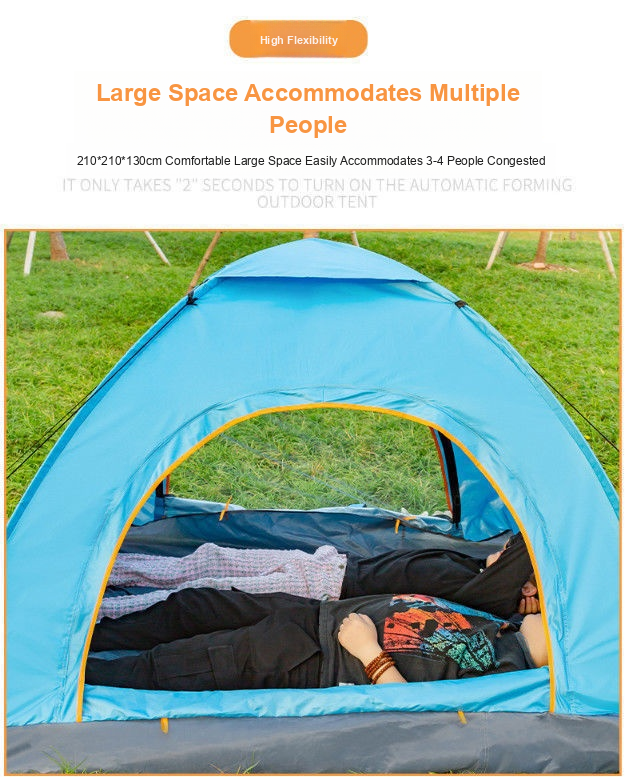 High Flexibility
Large Space Accommodates Multiple
People
210*210*130cm Comfortable Large Space Easily Accommodates 3-4 People Congested
IT ONLY TAKES "2" SECONDS TO TURN ON THE AUTOMATIC FORMING
OUTDOOR TENT